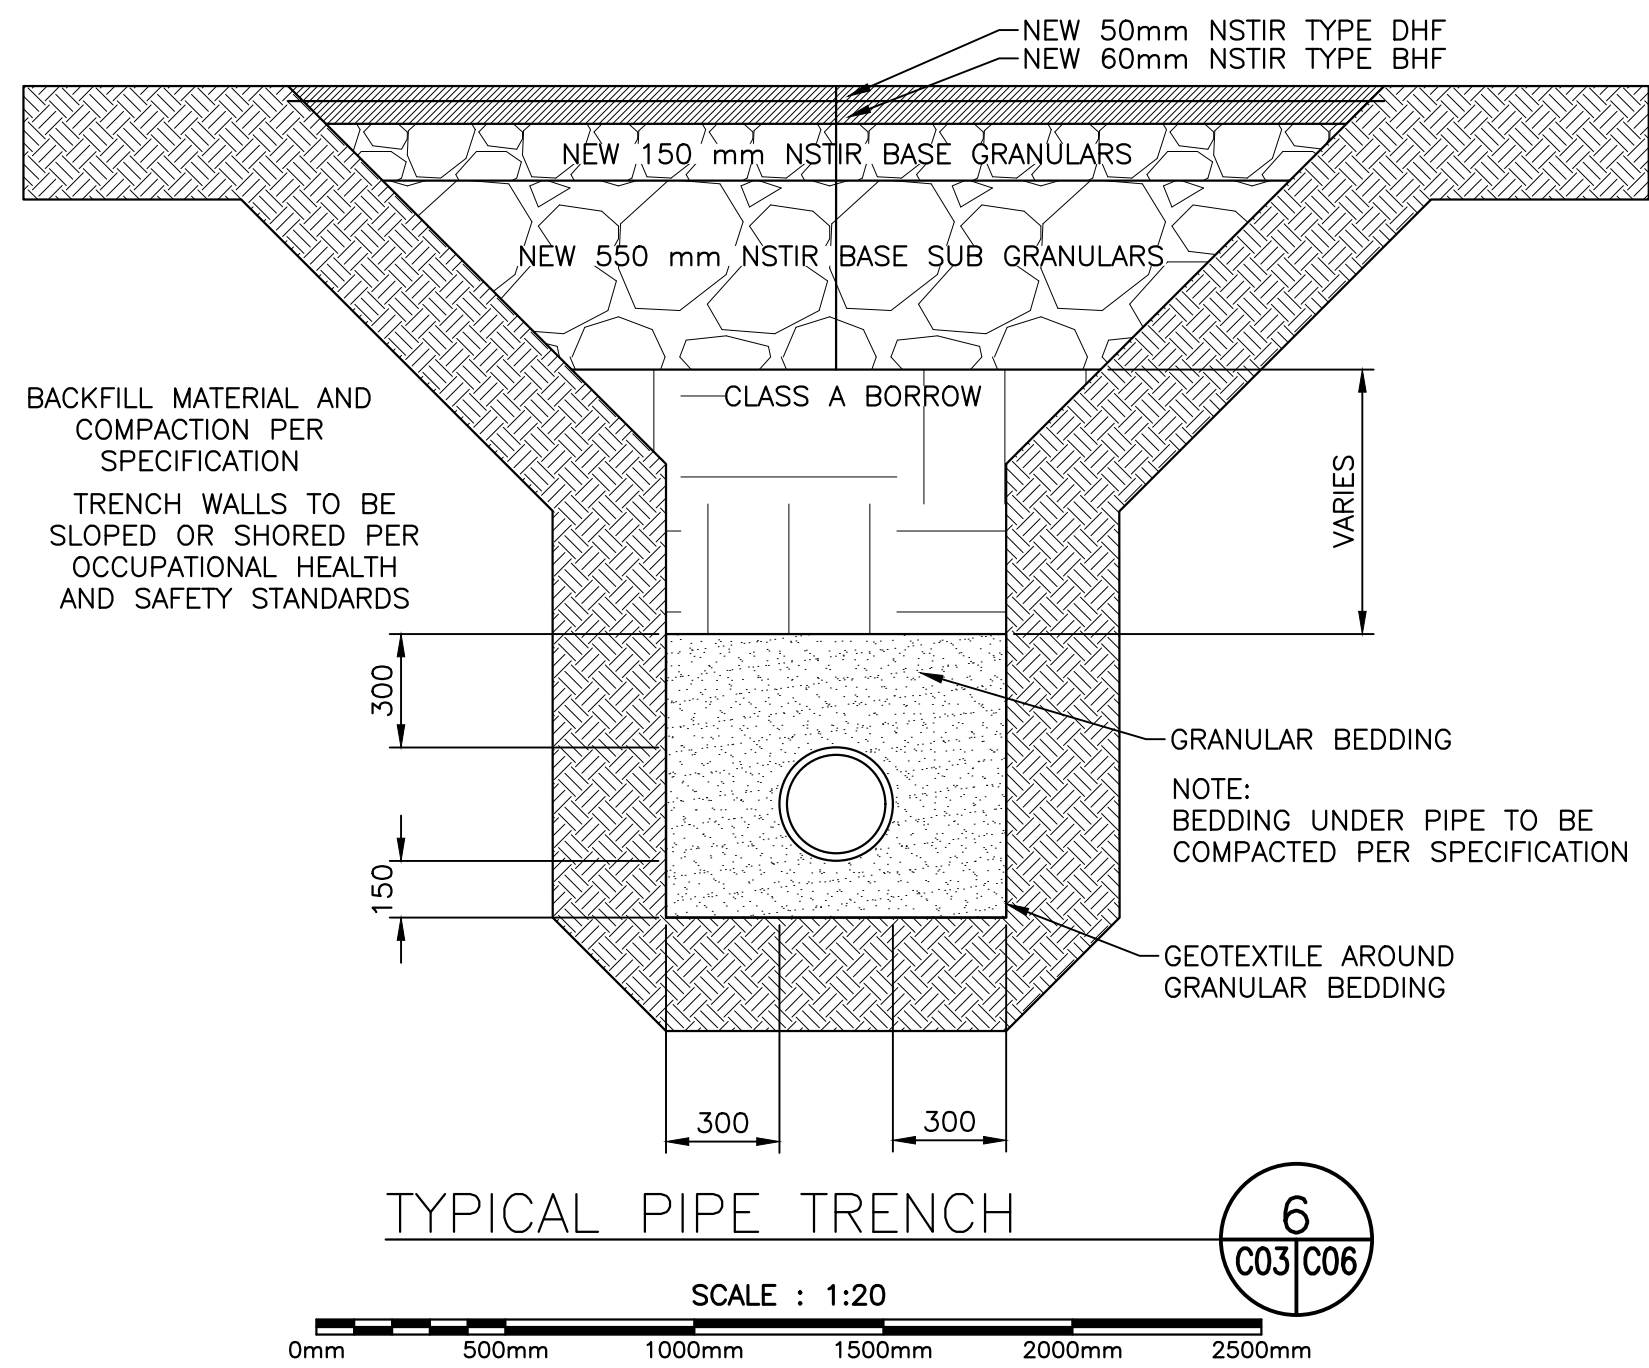 NEW 50mm NSTIR TYPE DHF
NEW 60mm NSTIR TYPE BHF
NEW 150 mm NSTIR BASE GRANULARS
NEW 550 mm NSTIR BASE SUB GRANULARS
CLASS A BORROW
BACKFILL MATERIAL AND
COMPACTION PER
SPECIFICATION
TRENCH WALLS TO BE
SLOPED OR SHORED PER
OCCUPATIONAL HEALTH
AND SAFETY STANDARDS
VARIES
300
150
GRANULAR BEDDING
NOTE:
BEDDING UNDER PIPE TO BE
COMPACTED PER SPECIFICATION
GEOTEXTILE AROUND
GRANULAR BEDDING
300
300
TYPICAL PIPE TRENCH
6
C03 C06
SCALE : 1:20
0mm 500mm 1000mm 1500mm 2000mm 2500mm